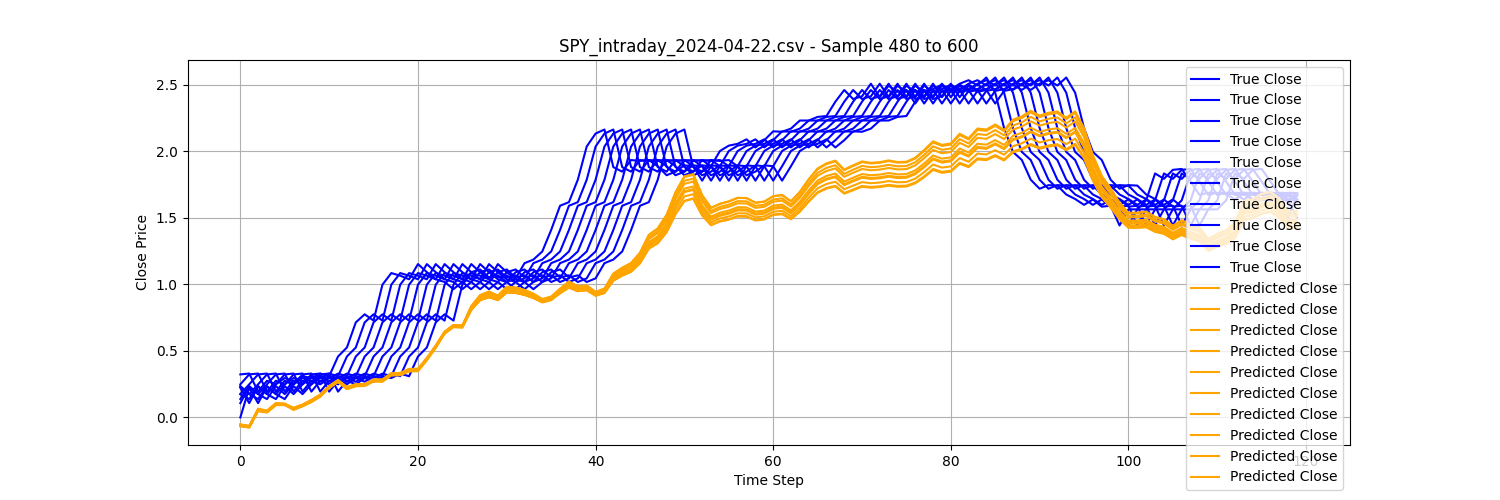 SPY_intraday_2024-04-22.csv - Sample 480 to 600
Close Price
2.5
2.0
1.5
1.0
0.5
0.0
0
20
40
60
80
100
120
Time Step
True Close
True Close
True Close
True Close
True Close
True Close
True Close
True Close
True Close
True Close
Predicted Close
Predicted Close
Predicted Close
Predicted Close
Predicted Close
Predicted Close
Predicted Close
Predicted Close
Predicted Close
Predicted Close